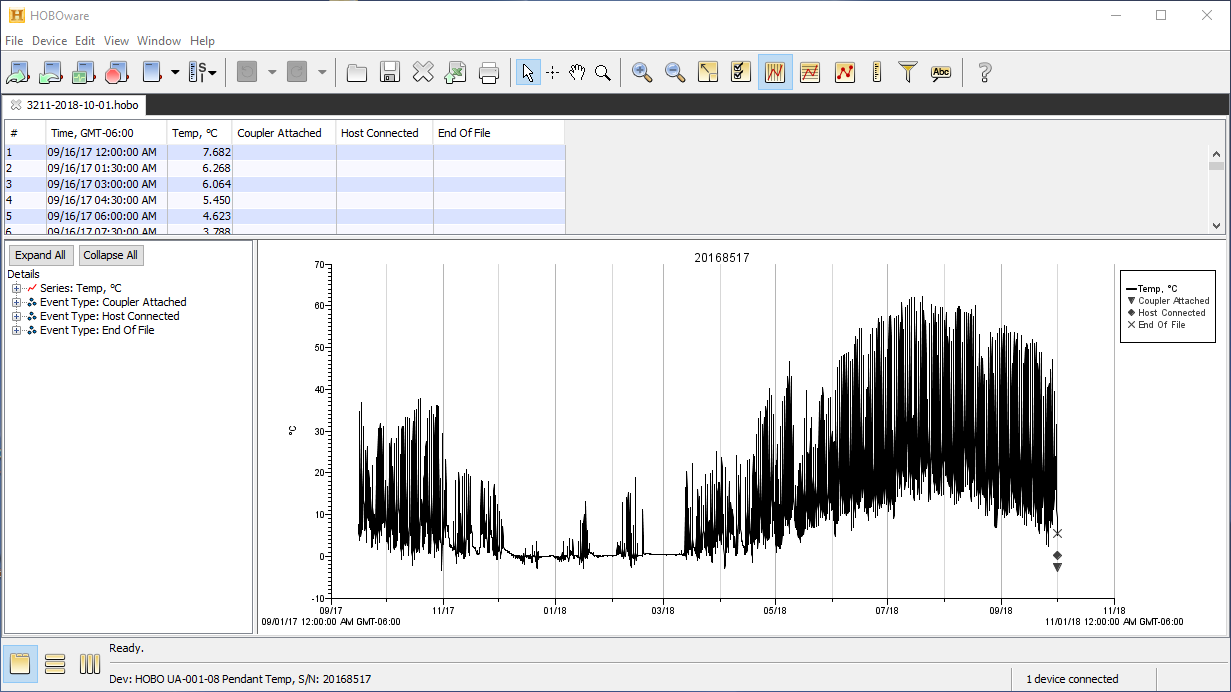 HOBOware
File Device Edit View Window Help
S
I
Abc
?
3211-2018-10-01.hobo
# Time, GMT-06:00 Temp, °C Coupler Attached Host Connected End Of File
1 09/16/17 12:00:00 AM 7.682
2 09/16/17 01:30:00 AM 6.268
3 09/16/17 03:00:00 AM 6.064
4 09/16/17 04:30:00 AM 5.450
5 09/16/17 06:00:00 AM 4.623
6 09/16/17 07:30:00 AM 3.788
Expand All Collapse All
Details
Series: Temp, °C
Event Type: Coupler Attached
Event Type: Host Connected
Event Type: End Of File
20168517
70
60
50
40
30
20
10
0
-10
°C
Temp, °C
Coupler Attached
Host Connected
End Of File
09/17 11/17 01/18 03/18 05/18 07/18 09/18 11/18
09/01/17 12:00:00 AM GMT-06:00 11/01/18 12:00:00 AM GMT-06:00
Ready.
Dev: HOBO UA-001-08 Pendant Temp, S/N: 20168517 1 device connected